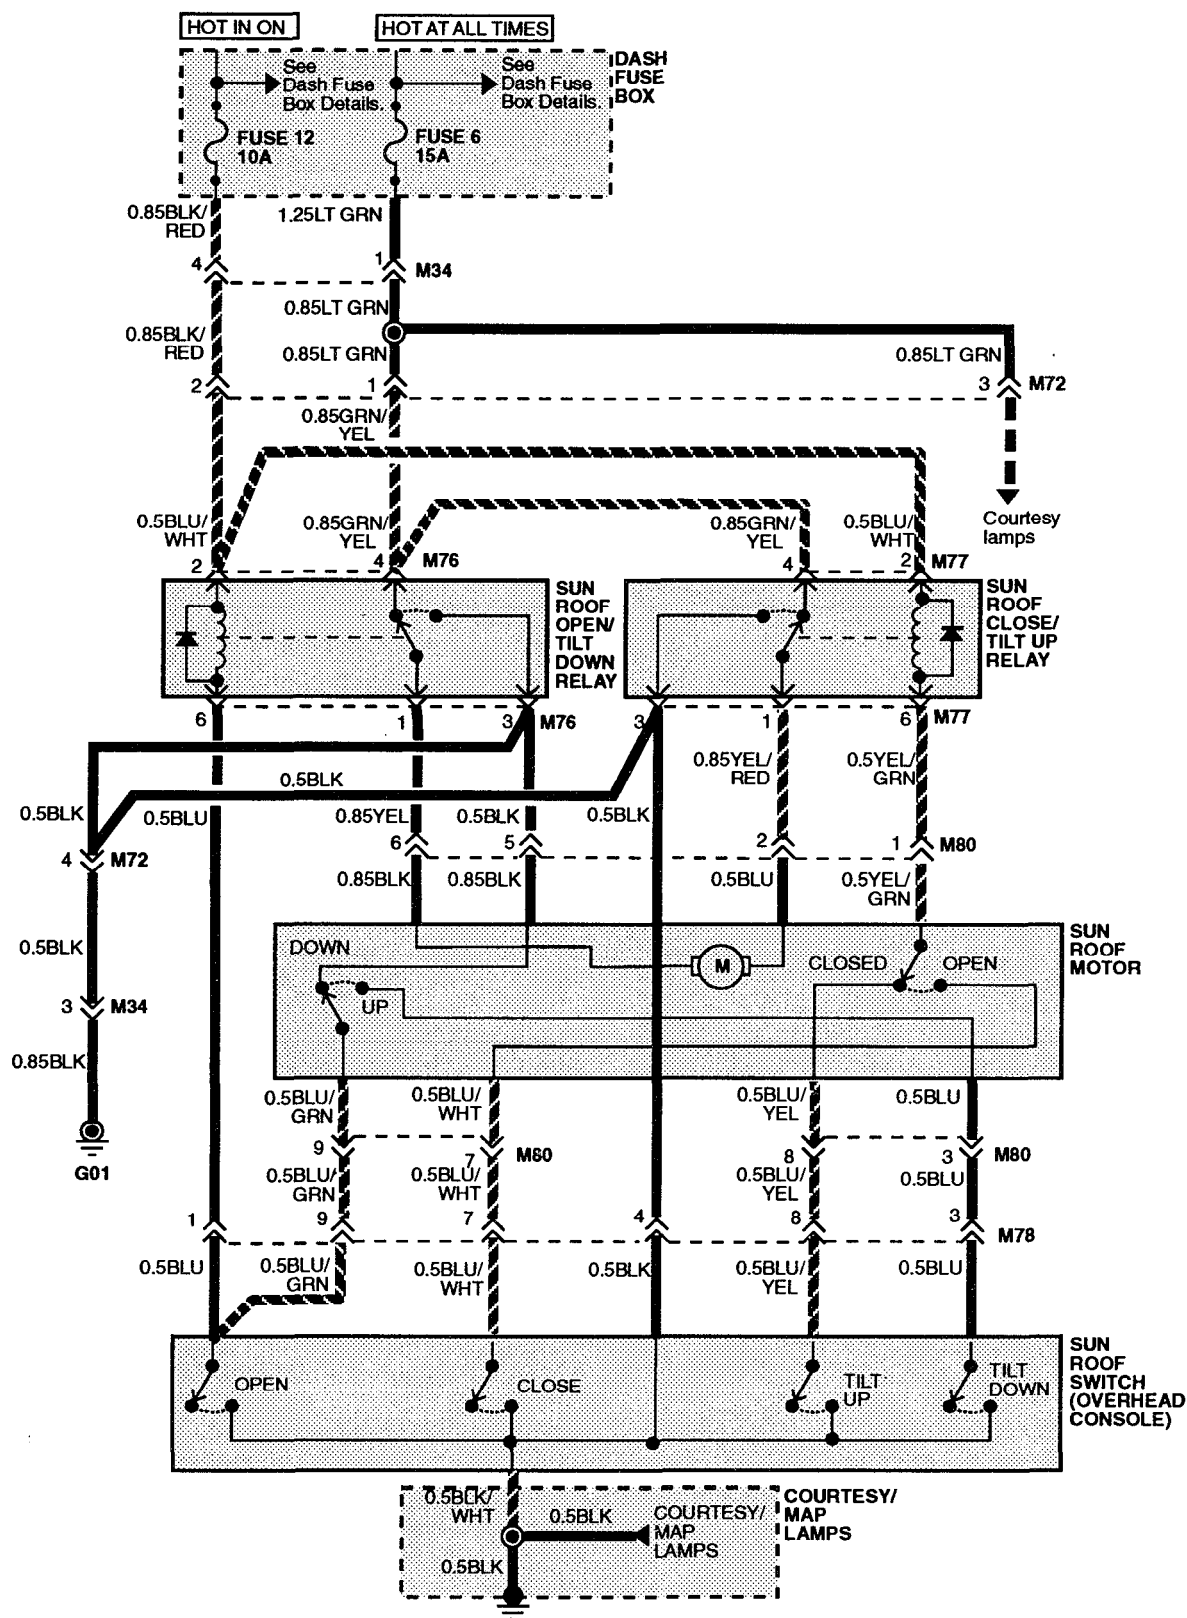 HOT IN ON
HOT AT ALL TIMES
See
Dash Fuse
Box Details.
See
Dash Fuse
Box Details.
DASH
FUSE
BOX
FUSE 12
10A
FUSE 6
15A
0.85BLK/
RED
1.25LT GRN
4
1
M34
0.85LT GRN
0.85BLK/
RED
0.85LT GRN
0.85LT GRN
2
1
3
M72
0.85GRN/
YEL
0.5BLU/
WHT
0.85GRN/
YEL
0.85GRN/
YEL
0.5BLU/
WHT
Courtesy
lamps
2
4
M76
4
2
M77
SUN
ROOF
OPEN/
TILT
DOWN
RELAY
SUN
ROOF
CLOSE/
TILT UP
RELAY
6
1
3
M76
3
1
6
M77
0.85YEL/
RED
0.5YEL/
GRN
0.5BLK
0.5BLK
0.5BLU
0.85YEL
0.5BLK
0.5BLK
4
M72
6
5
2
1
M80
0.85BLK
0.85BLK
0.5BLU
0.5YEL/
GRN
0.5BLK
DOWN
UP
M
CLOSED
OPEN
SUN
ROOF
MOTOR
3
M34
0.85BLK
G01
0.5BLU/
GRN
0.5BLU/
WHT
0.5BLU/
YEL
0.5BLU
9
7
M80
8
3
M80
0.5BLU/
GRN
0.5BLU/
WHT
0.5BLU/
YEL
0.5BLU
1
9
7
4
8
3
M78
0.5BLU
0.5BLU/
GRN
0.5BLU/
WHT
0.5BLK
0.5BLU/
YEL
0.5BLU
OPEN
CLOSE
TILT
UP
TILT
DOWN
SUN
ROOF
SWITCH
(OVERHEAD
CONSOLE)
0.5BLK/
WHT
0.5BLK
COURTESY/
MAP
LAMPS
0.5BLK
COURTESY/
MAP
LAMPS